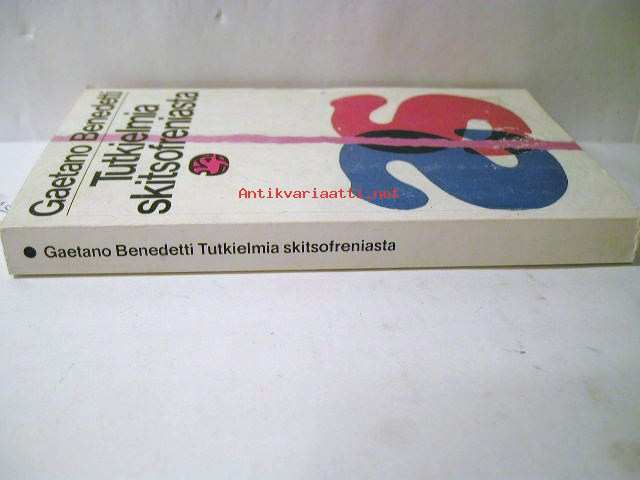 Gaetano Benedetti
Tutkielmia
skitsofreniasta
Antikvariaatti.net
Gaetano Benedetti Tutkielmia skitsofreniasta